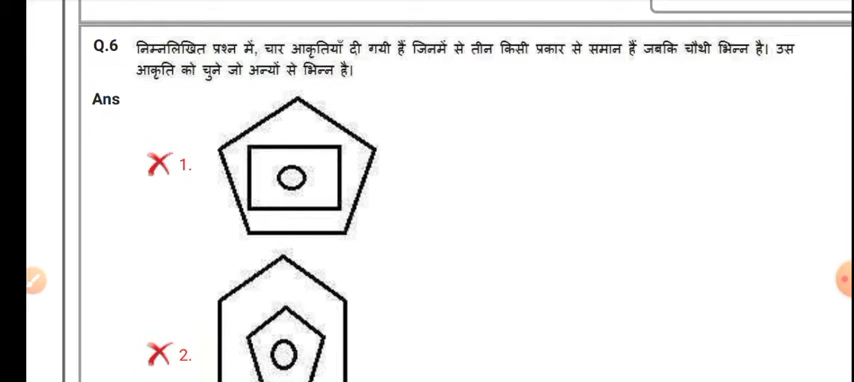 Q.6 निम्नलिखित प्रश्न में, चार आकृतियाँ दी गयी हैं जिनमें से तीन किसी प्रकार से समान हैं जबकि चौथी भिन्न है। उस
आकृति को चुने जो अन्यों से भिन्न है।
Ans
1.
2.